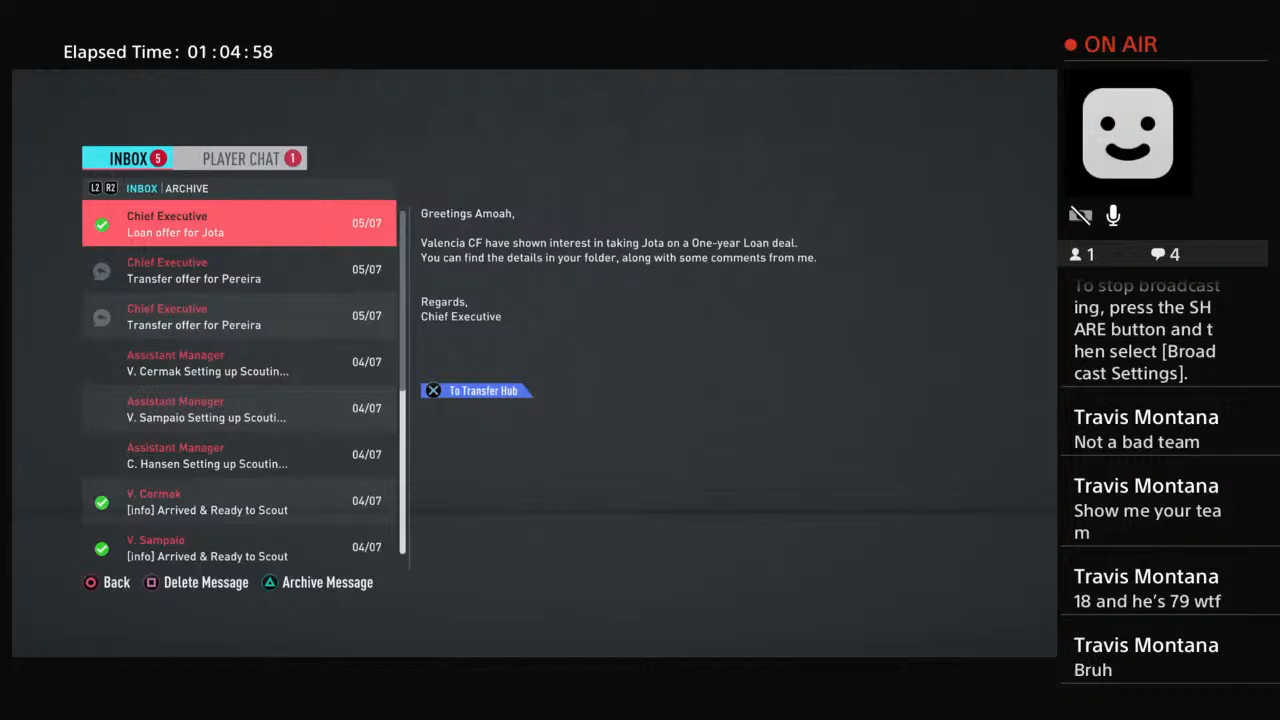 Elapsed Time: 01:04:58
ON AIR
INBOX 5
PLAYER CHAT 1
L2 R2 INBOX | ARCHIVE
Chief Executive
Loan offer for Jota
05/07
Chief Executive
Transfer offer for Pereira
05/07
Chief Executive
Transfer offer for Pereira
05/07
Assistant Manager
V. Cermak Setting up Scoutin...
04/07
Assistant Manager
V. Sampaio Setting up Scouti...
04/07
Assistant Manager
C. Hansen Setting up Scoutin...
04/07
V. Cermak
[info] Arrived & Ready to Scout
04/07
V. Sampaio
[info] Arrived & Ready to Scout
04/07
Back
Delete Message
Archive Message
Greetings Amoah,
Valencia CF have shown interest in taking Jota on a One-year Loan deal.
You can find the details in your folder, along with some comments from me.
Regards,
Chief Executive
To Transfer Hub
1
4
To stop broadcast
ing, press the SH
ARE button and t
hen select [Broad
cast Settings].
Travis Montana
Not a bad team
Travis Montana
Show me your tea
m
Travis Montana
18 and he's 79 wtf
Travis Montana
Bruh